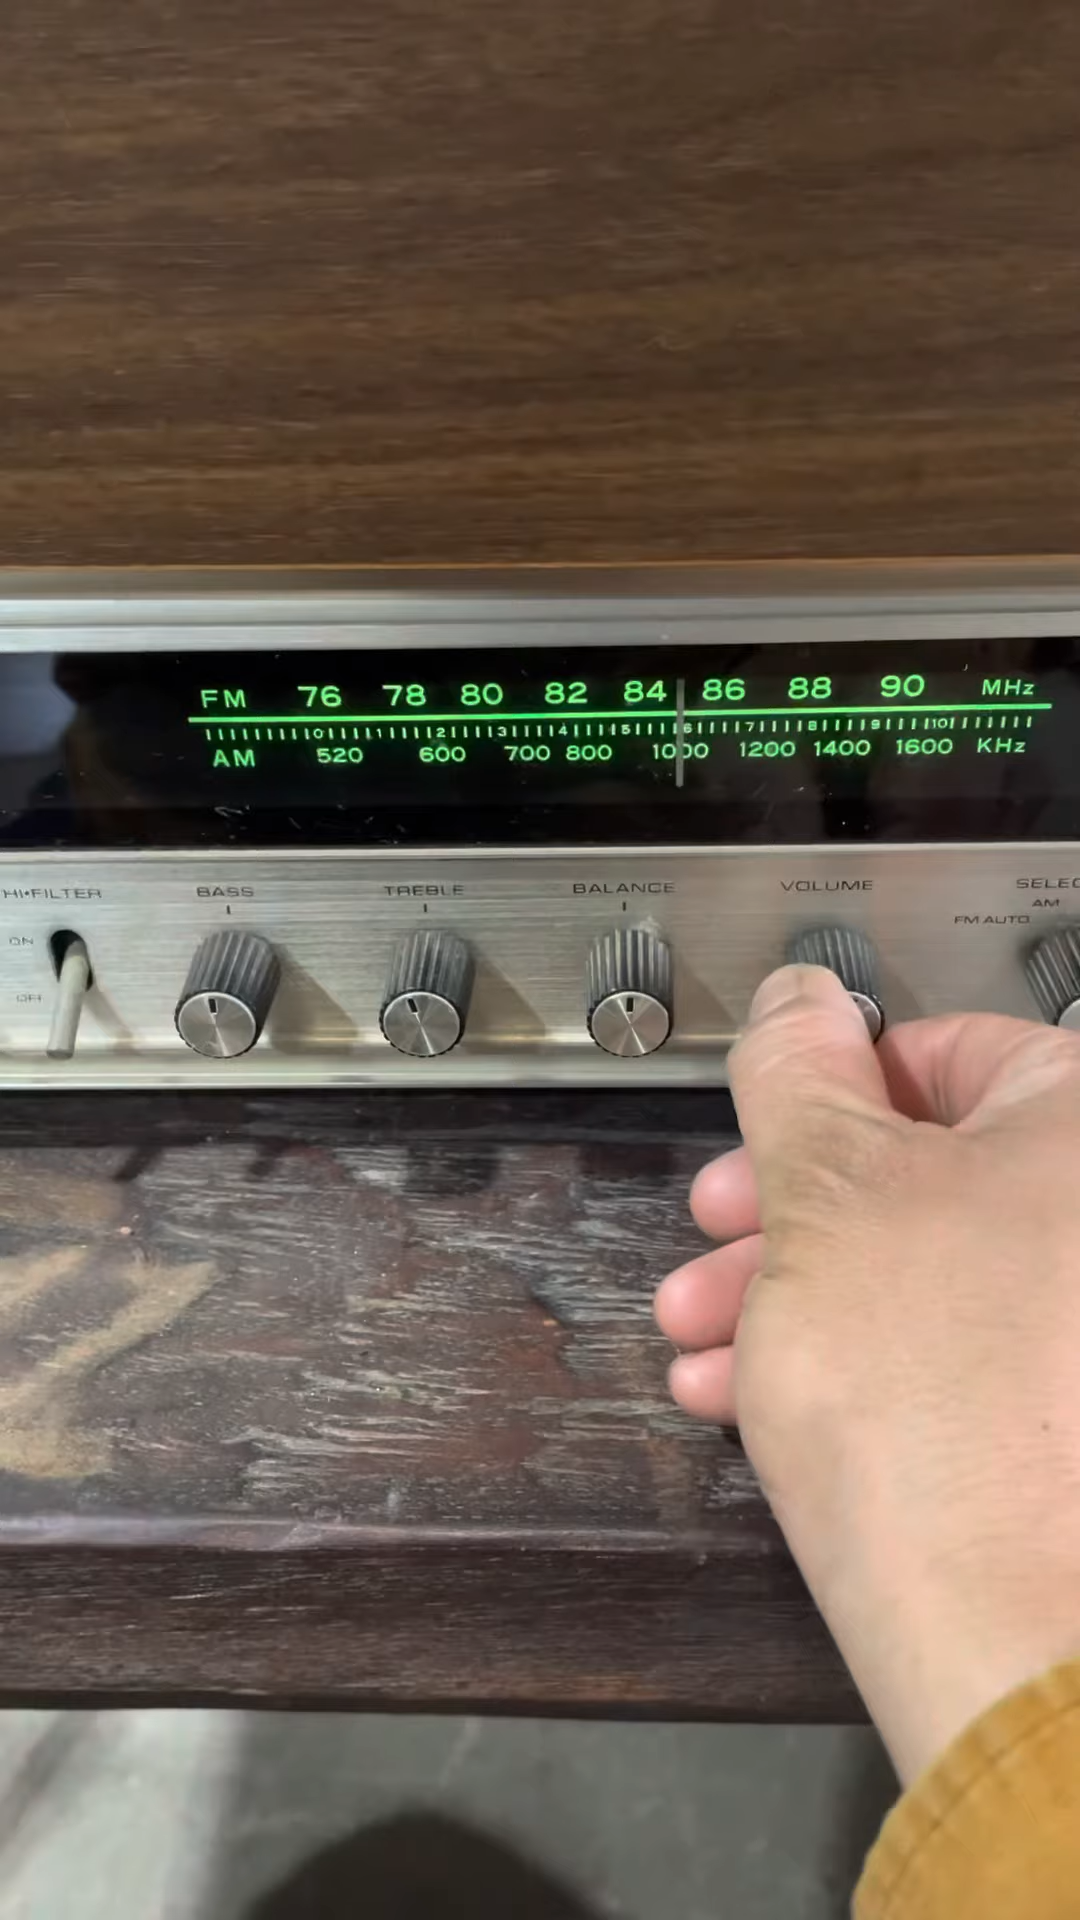 FM 76 78 80 82 84 86 88 90 MHz
0 1 2 3 4 5 6 7 8 9 10
AM 520 600 700 800 1000 1200 1400 1600 KHz
HI•FILTER BASS TREBLE BALANCE VOLUME SELEC
AM
FM AUTO
ON
OFF